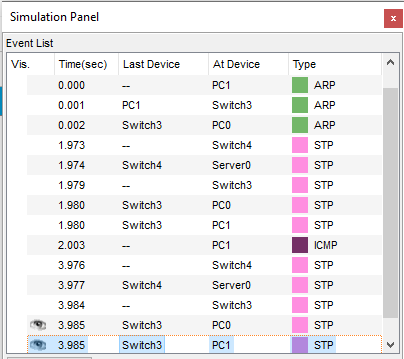 Simulation Panel x
Event List
Vis. Time(sec) Last Device At Device Type
0.000 -- PC1 ARP
0.001 PC1 Switch3 ARP
0.002 Switch3 PC0 ARP
1.973 -- Switch4 STP
1.974 Switch4 Server0 STP
1.979 -- Switch3 STP
1.980 Switch3 PC0 STP
1.980 Switch3 PC1 STP
2.003 -- PC1 ICMP
3.976 -- Switch4 STP
3.977 Switch4 Server0 STP
3.984 -- Switch3 STP
3.985 Switch3 PC0 STP
3.985 Switch3 PC1 STP